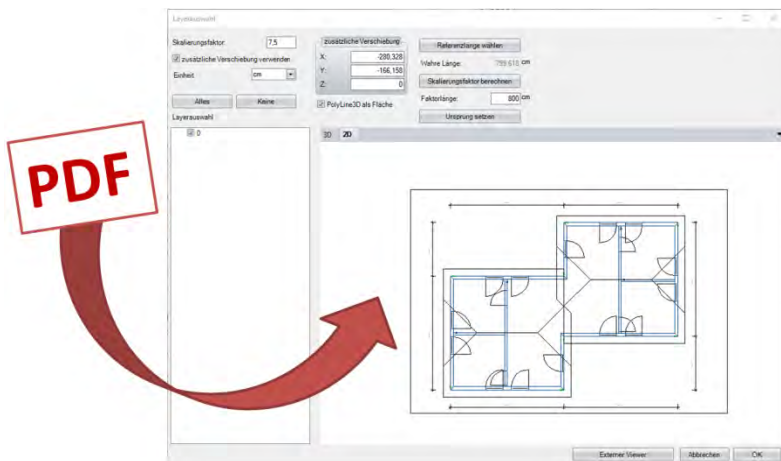 Layerauswahl
Skalierungsfaktor: 7,5
zusätzliche Verschiebung verwenden
Einheit cm
Alles Keine
Layerauswahl
0
zusätzliche Verschiebung
X: -280,328
Y: -166,158
Z: 0
PolyLine3D als Fläche
Referenzlänge wählen
Wahre Länge: 799,618 cm
Skalierungsfaktor berechnen
Faktorlänge: 800 cm
Ursprung setzen
3D 2D
PDF
Externer Viewer Abbrechen OK